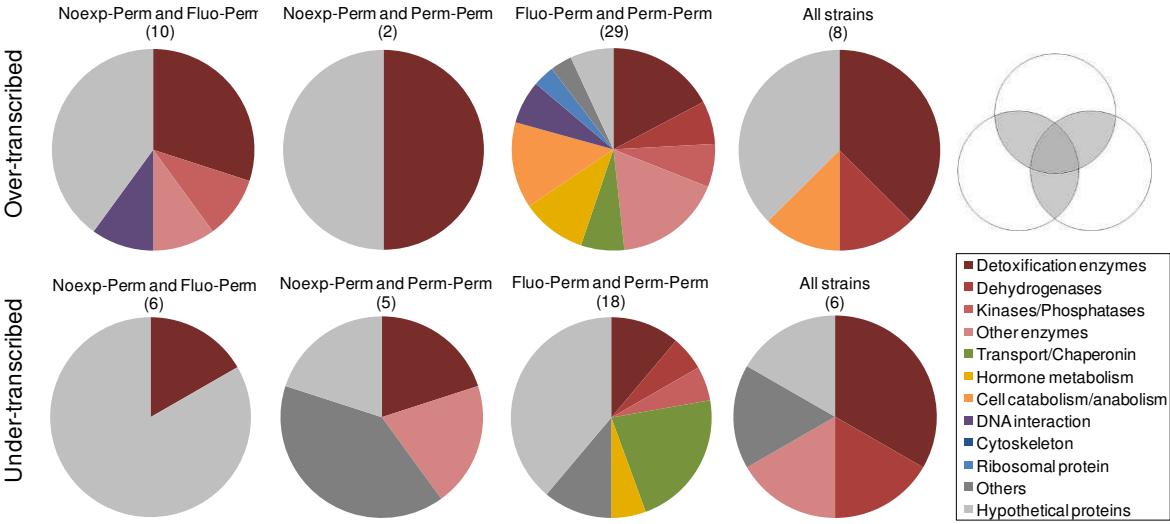 Over-transcribed
Noexp-Perm and Fluo-Perm
(10)
Noexp-Perm and Perm-Perm
(2)
Fluo-Perm and Perm-Perm
(29)
All strains
(8)
Under-transcribed
Noexp-Perm and Fluo-Perm
(6)
Noexp-Perm and Perm-Perm
(5)
Fluo-Perm and Perm-Perm
(18)
All strains
(6)
Detoxification enzymes
Dehydrogenases
Kinases/Phosphatases
Other enzymes
Transport/Chaperonin
Hormone metabolism
Cell catabolism/anabolism
DNA interaction
Cytoskeleton
Ribosomal protein
Others
Hypothetical proteins